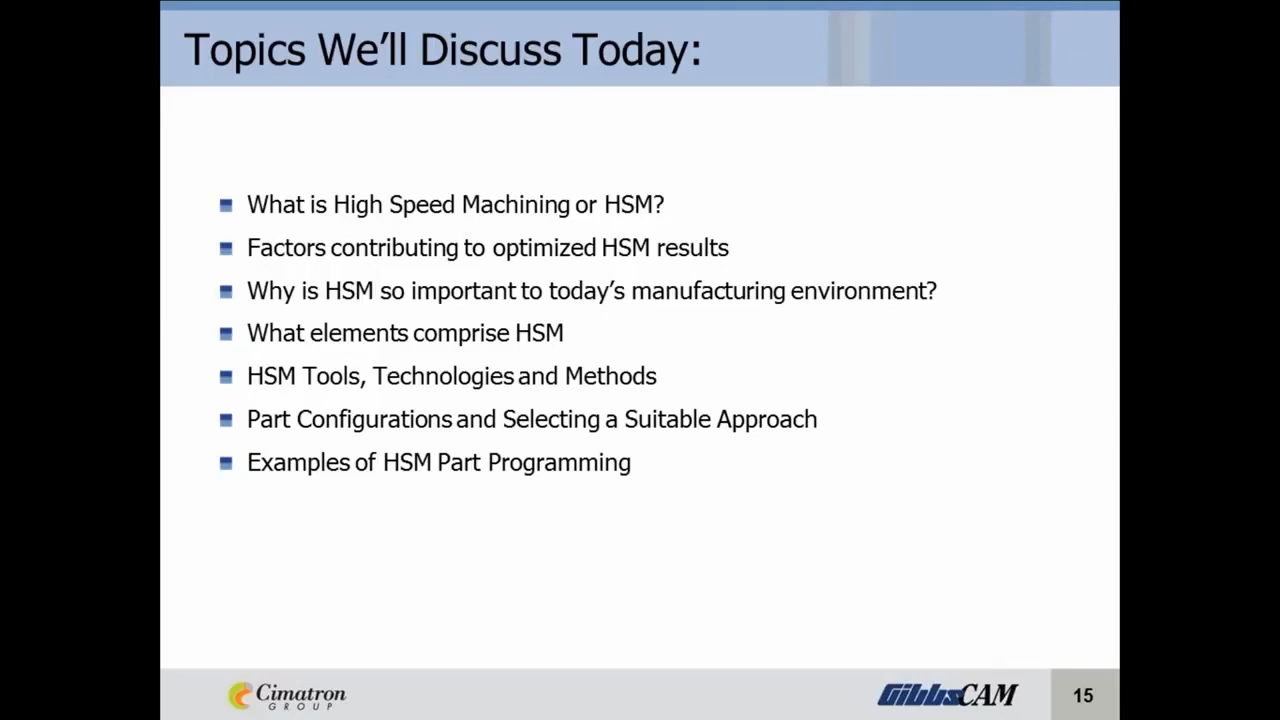 Topics We’ll Discuss Today:
What is High Speed Machining or HSM?
Factors contributing to optimized HSM results
Why is HSM so important to today’s manufacturing environment?
What elements comprise HSM
HSM Tools, Technologies and Methods
Part Configurations and Selecting a Suitable Approach
Examples of HSM Part Programming
Cimatron
GROUP
GibbsCAM
15